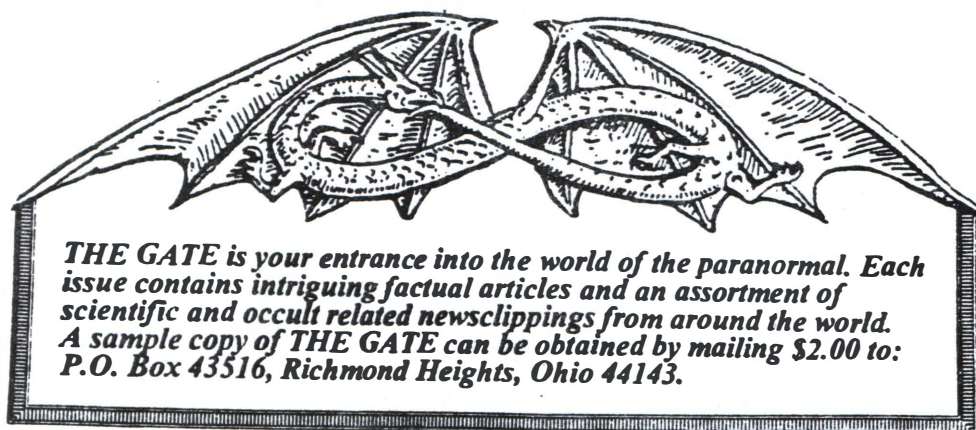 THE GATE is your entrance into the world of the paranormal. Each
issue contains intriguing factual articles and an assortment of
scientific and occult related newsclippings from around the world.
A sample copy of THE GATE can be obtained by mailing $2.00 to:
P.O. Box 43516, Richmond Heights, Ohio 44143.